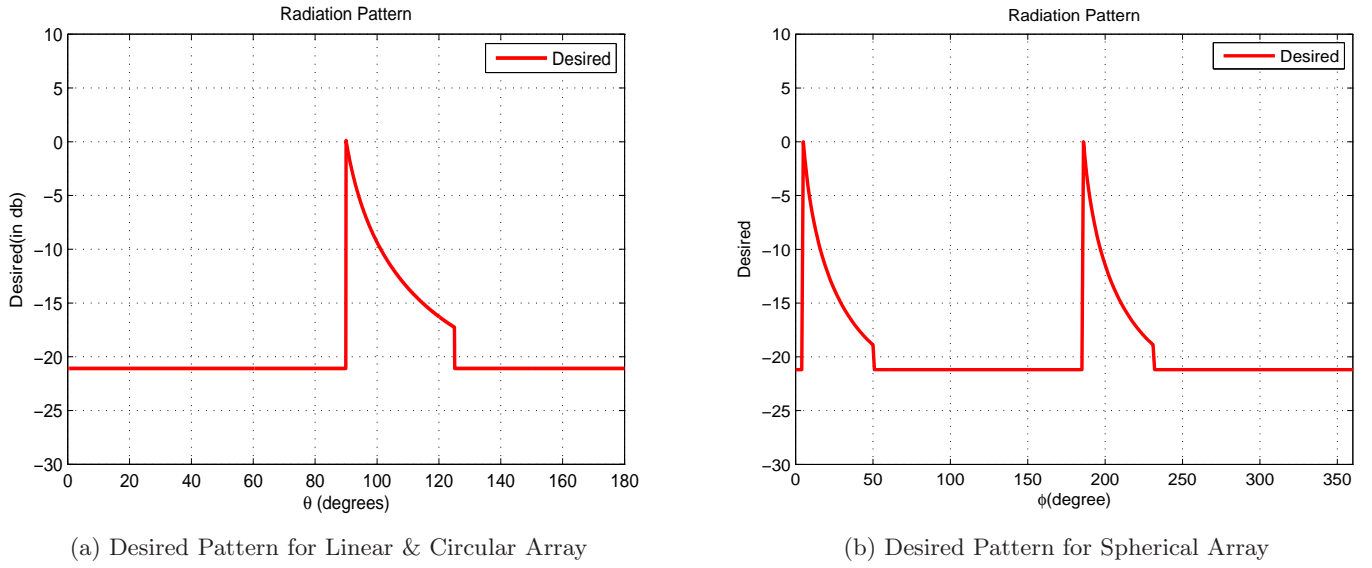 Radiation Pattern
Desired
10
5
0
−5
−10
−15
−20
−25
−30
Desired(in db)
0 20 40 60 80 100 120 140 160 180
θ (degrees)
(a) Desired Pattern for Linear & Circular Array
Radiation Pattern
Desired
10
5
0
−5
−10
−15
−20
−25
−30
Desired
0 50 100 150 200 250 300 350
ϕ(degree)
(b) Desired Pattern for Spherical Array